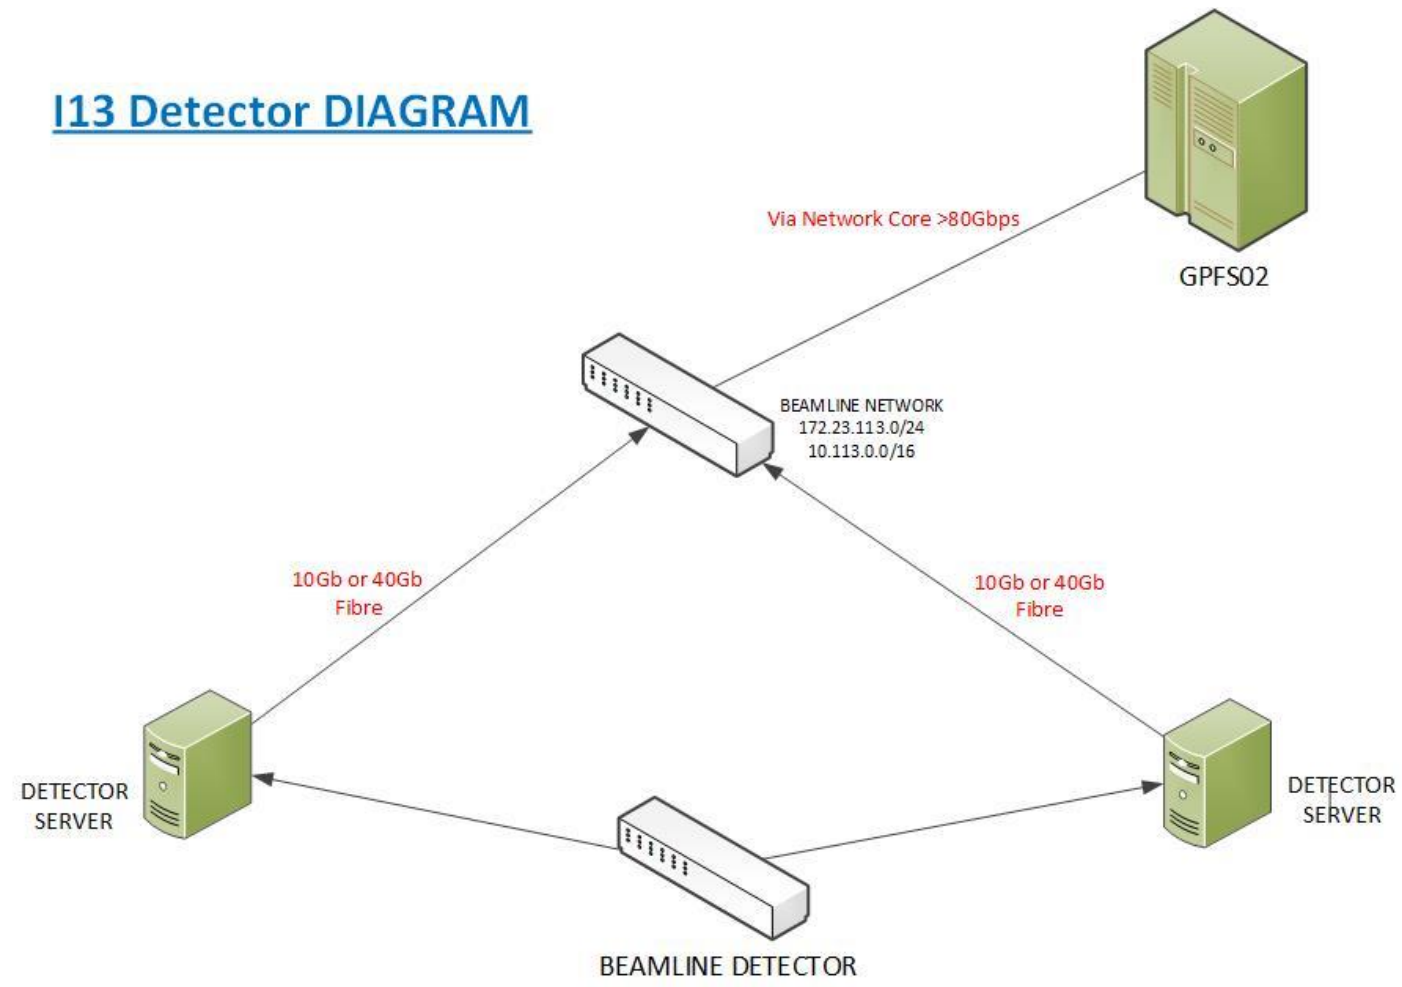 I13 Detector DIAGRAM
Via Network Core >80Gbps
GPFS02
BEAMLINE NETWORK
172.23.113.0/24
10.113.0.0/16
10Gb or 40Gb
Fibre
10Gb or 40Gb
Fibre
DETECTOR
SERVER
DETECTOR
SERVER
BEAMLINE DETECTOR